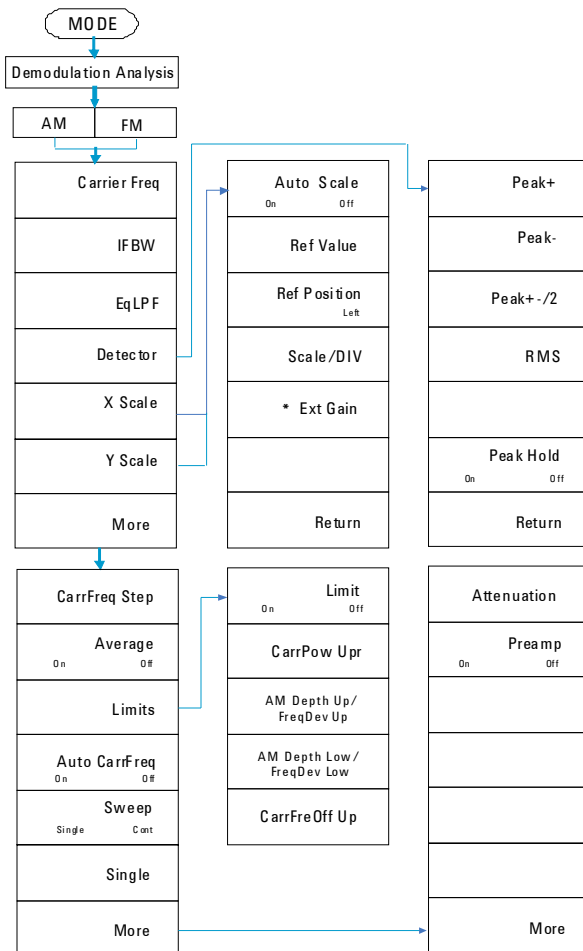 MODE
Demodulation Analysis
AM FM
Carrier Freq
IFBW
EqLPF
Detector
X Scale
Y Scale
More
Auto Scale
On Off
Ref Value
Ref Position
Left
Scale/DIV
* Ext Gain
Return
Peak+
Peak-
Peak+-/2
RMS
Peak Hold
On Off
Return
CarrFreq Step
Average
On Off
Limits
Auto CarrFreq
On Off
Sweep
Single Cont
Single
More
Limit
On Off
CarrPow Upr
AM Depth Up/
FreqDev Up
AM Depth Low/
FreqDev Low
CarrFreOff Up
Attenuation
Preamp
On Off
More